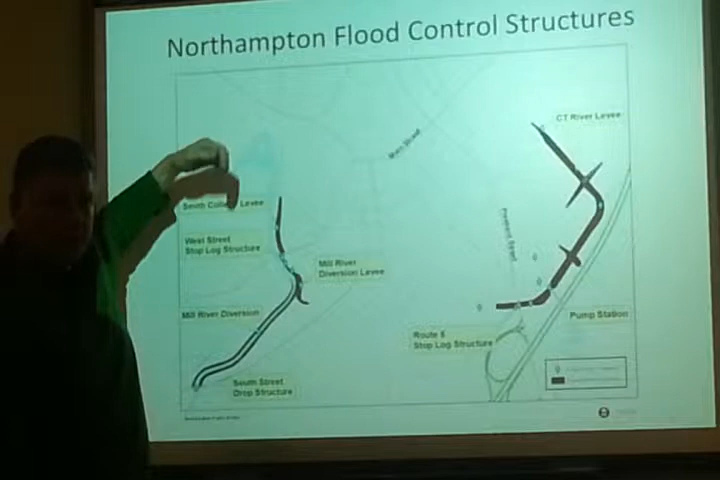 Northampton Flood Control Structures
CT River Levee
Main Street
Smith College Levee
West Street
Stop Log Structure
Mill River
Diversion Levee
Mill River Diversion
Pump Station
Route 5
Stop Log Structure
South Street
Drop Structure